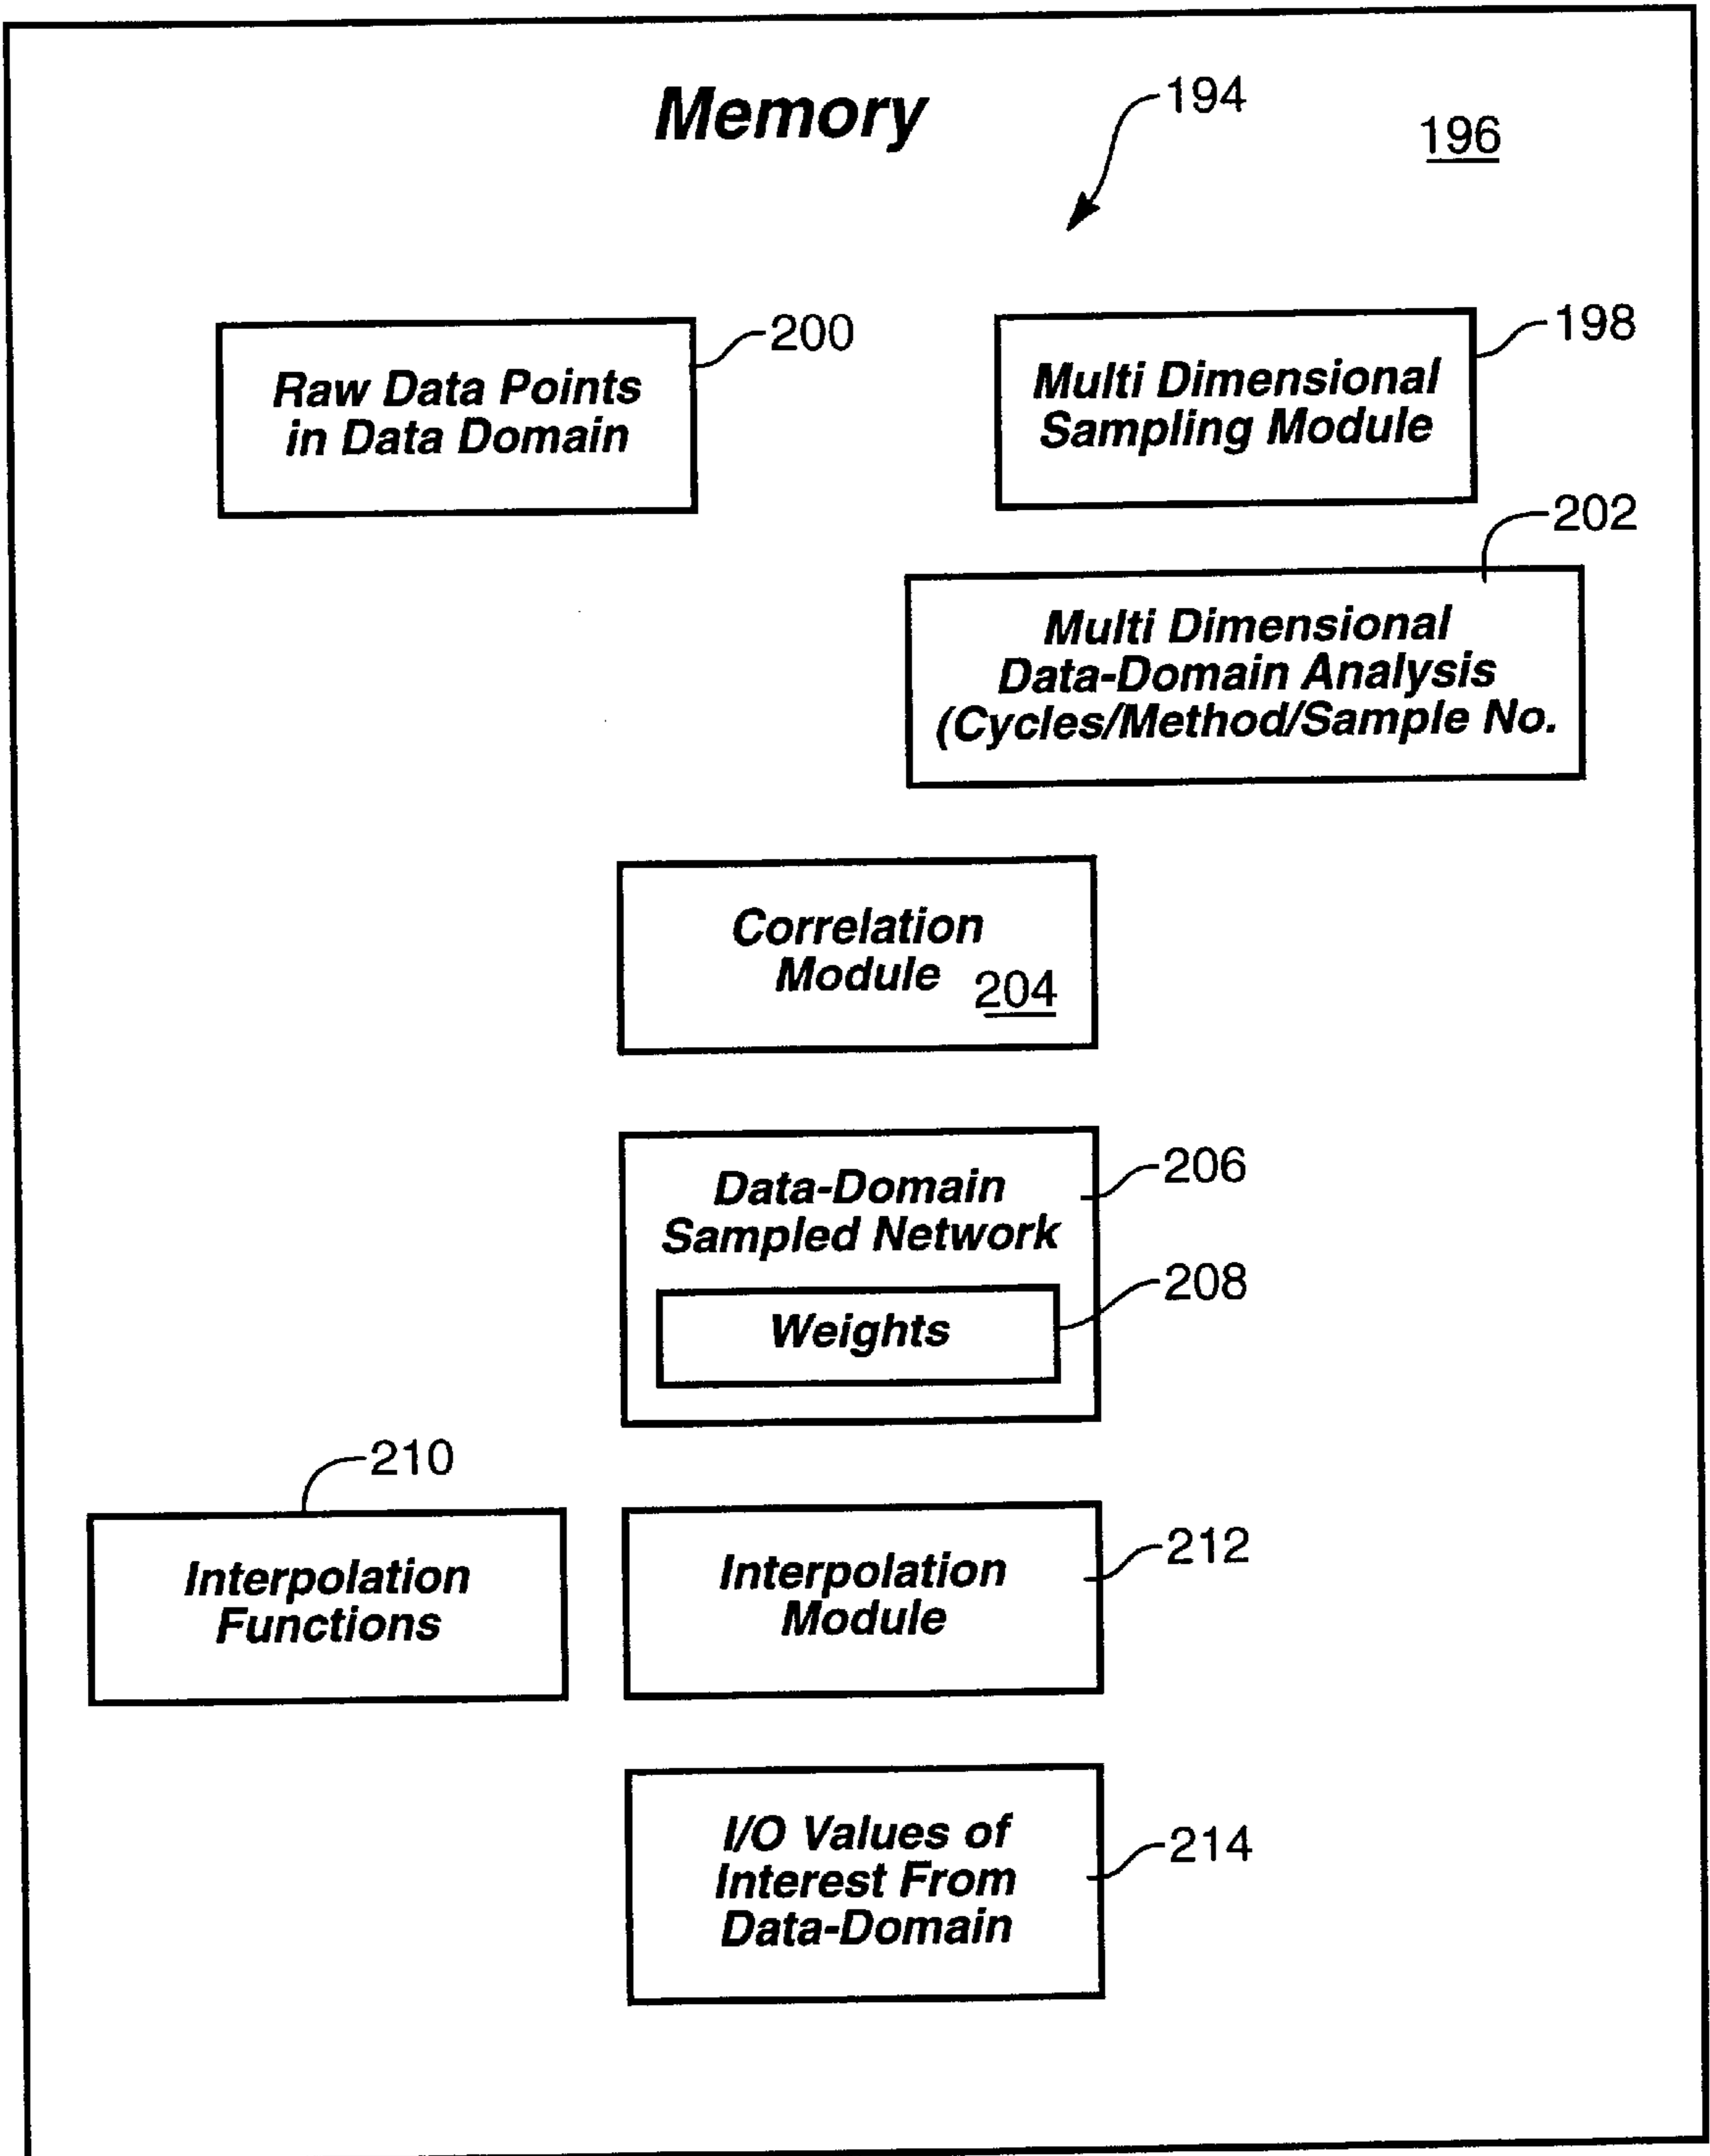 Memory
194
196
200
Raw Data Points
in Data Domain
198
Multi Dimensional
Sampling Module
202
Multi Dimensional
Data-Domain Analysis
(Cycles/Method/Sample No.
Correlation
Module 204
206
Data-Domain
Sampled Network
208
Weights
210
Interpolation
Functions
212
Interpolation
Module
214
I/O Values of
Interest From
Data-Domain